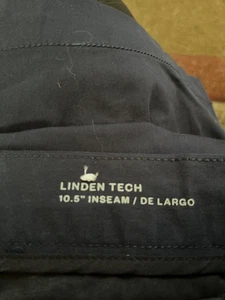 LINDEN TECH
10.5" INSEAM / DE LARGO